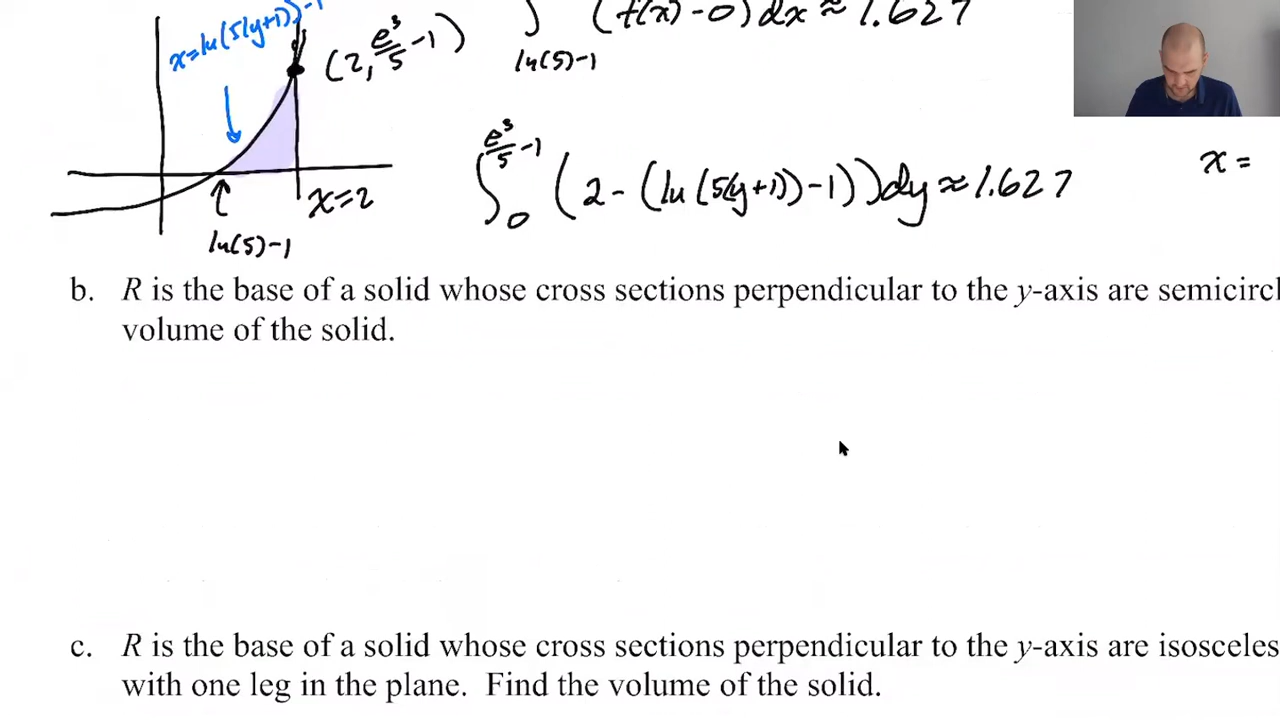 x=ln(5(y+1))-1
(2, e³/5 -1)
∫ ln(5)-1 (f(x)-0)dx ≈ 1.627
∫₀^(e³/5 -1) (2-(ln(5(y+1))-1))dy ≈ 1.627
x =
x=2
ln(5)-1
b. R is the base of a solid whose cross sections perpendicular to the y-axis are semicircl
volume of the solid.
c. R is the base of a solid whose cross sections perpendicular to the y-axis are isosceles
with one leg in the plane. Find the volume of the solid.